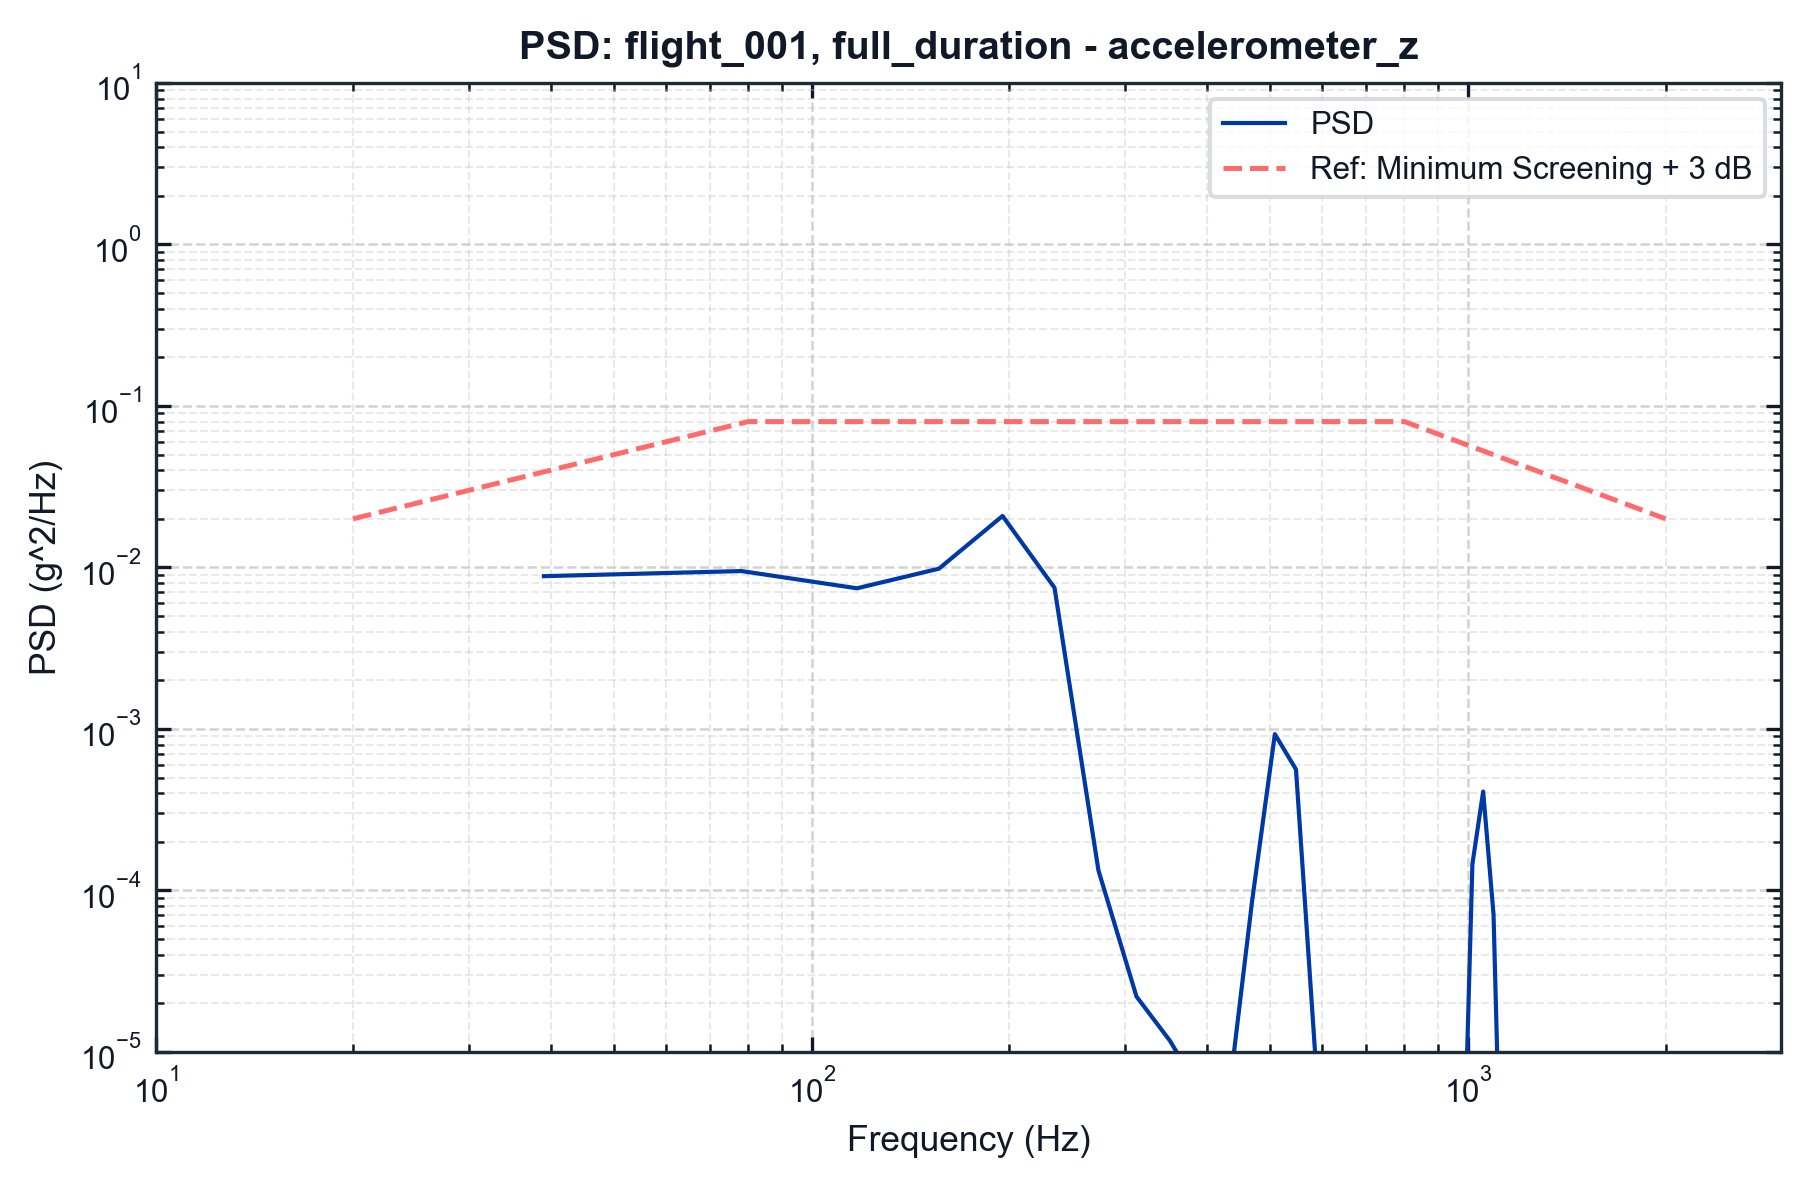 PSD: flight_001, full_duration - accelerometer_z
PSD
Ref: Minimum Screening + 3 dB
10^1
10^0
10^−1
10^−2
10^−3
10^−4
10^−5
PSD (g^2/Hz)
10^1
10^2
10^3
Frequency (Hz)